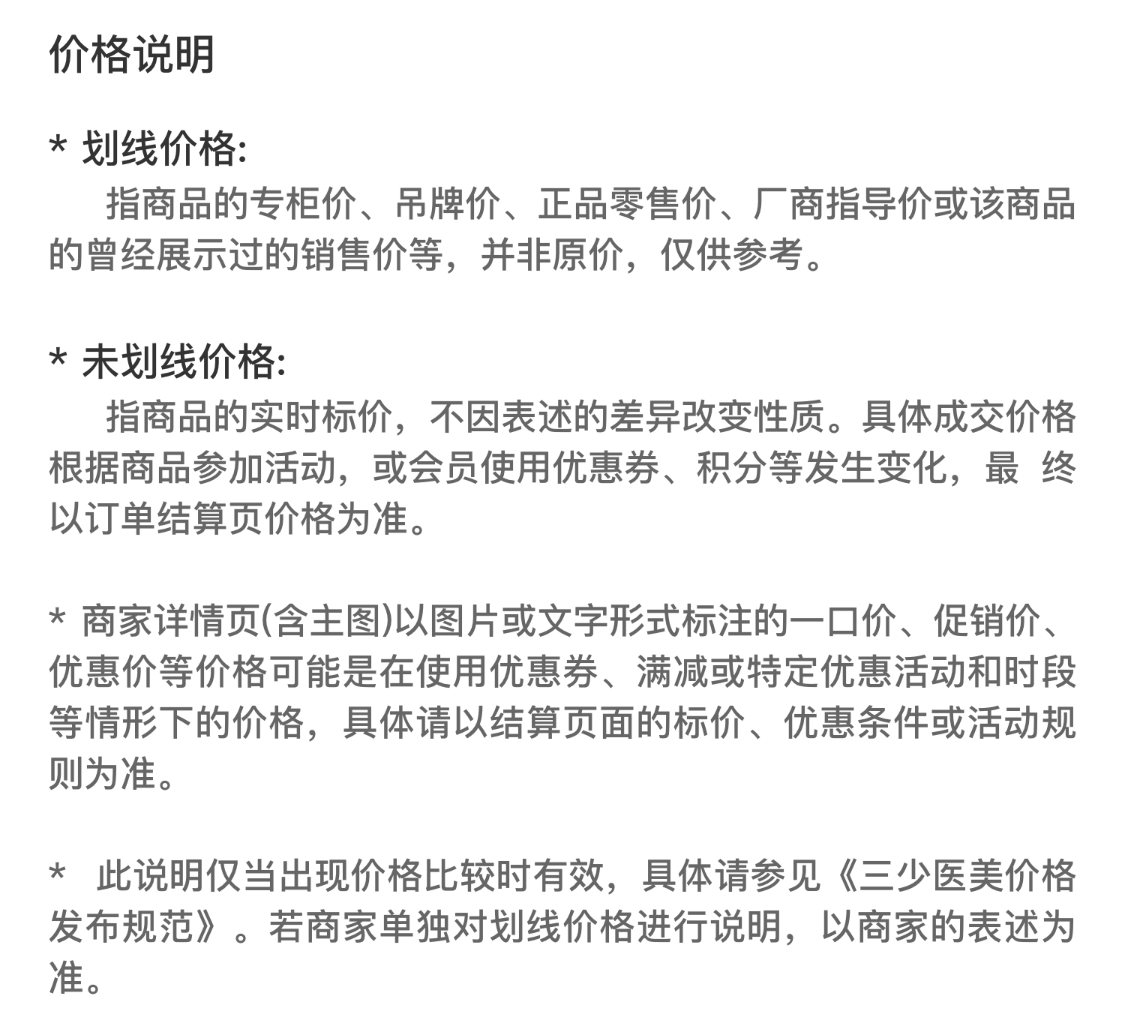 价格说明
* 划线价格:
指商品的专柜价、吊牌价、正品零售价、厂商指导价或该商品
的曾经展示过的销售价等，并非原价，仅供参考。
* 未划线价格:
指商品的实时标价，不因表述的差异改变性质。具体成交价格
根据商品参加活动，或会员使用优惠券、积分等发生变化，最 终
以订单结算页价格为准。
* 商家详情页(含主图)以图片或文字形式标注的一口价、促销价、
优惠价等价格可能是在使用优惠券、满减或特定优惠活动和时段
等情形下的价格，具体请以结算页面的标价、优惠条件或活动规
则为准。
* 此说明仅当出现价格比较时有效，具体请参见《三少医美价格
发布规范》。若商家单独对划线价格进行说明，以商家的表述为
准。